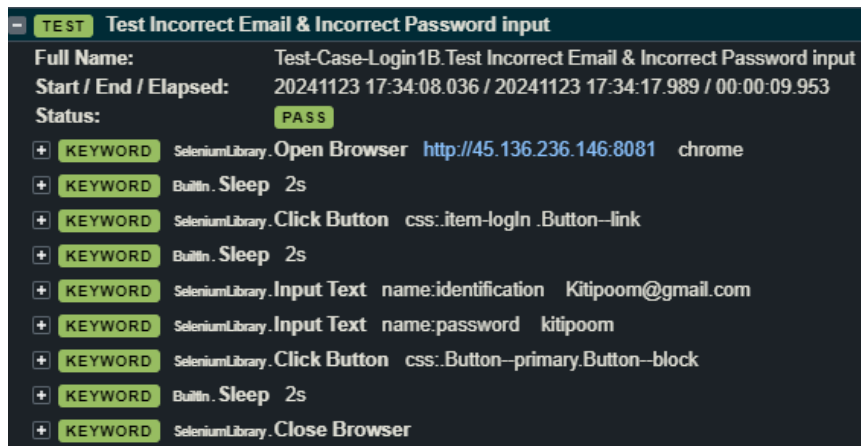 - TEST Test Incorrect Email & Incorrect Password input
Full Name: Test-Case-Login1B.Test Incorrect Email & Incorrect Password input
Start / End / Elapsed: 20241123 17:34:08.036 / 20241123 17:34:17.989 / 00:00:09.953
Status: PASS
+ KEYWORD SeleniumLibrary.Open Browser http://45.136.236.146:8081 chrome
+ KEYWORD BuiltIn.Sleep 2s
+ KEYWORD SeleniumLibrary.Click Button css:.item-logIn .Button--link
+ KEYWORD BuiltIn.Sleep 2s
+ KEYWORD SeleniumLibrary.Input Text name:identification Kitipoom@gmail.com
+ KEYWORD SeleniumLibrary.Input Text name:password kitipoom
+ KEYWORD SeleniumLibrary.Click Button css:.Button--primary.Button--block
+ KEYWORD BuiltIn.Sleep 2s
+ KEYWORD SeleniumLibrary.Close Browser